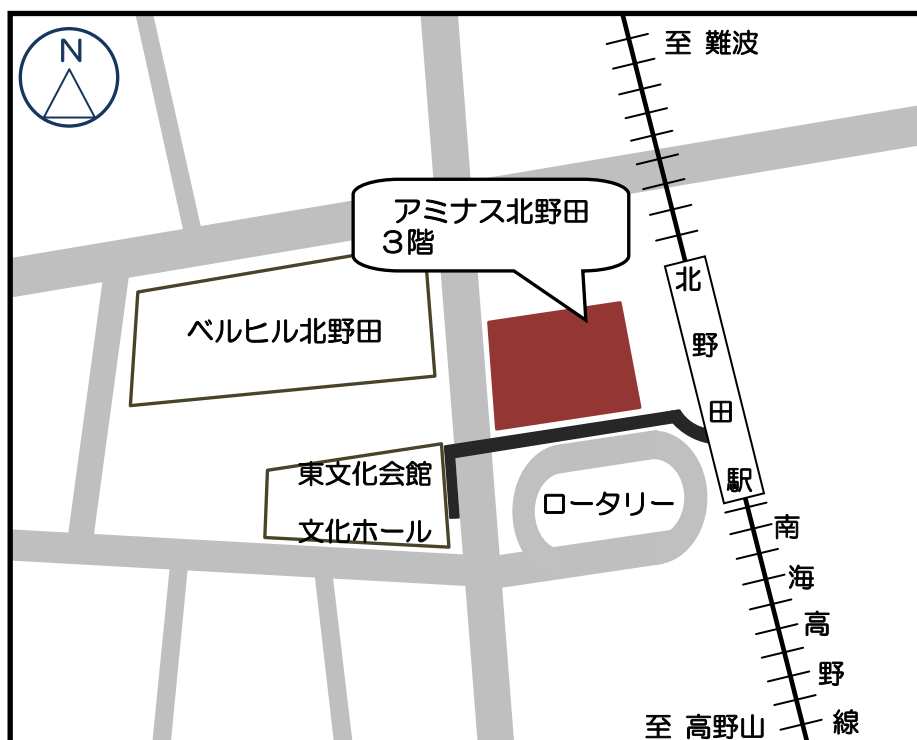 N
至 難波
アミナス北野田
３階
北野田駅
ベルヒル北野田
東文化会館
文化ホール
ロータリー
南海高野線
至 高野山